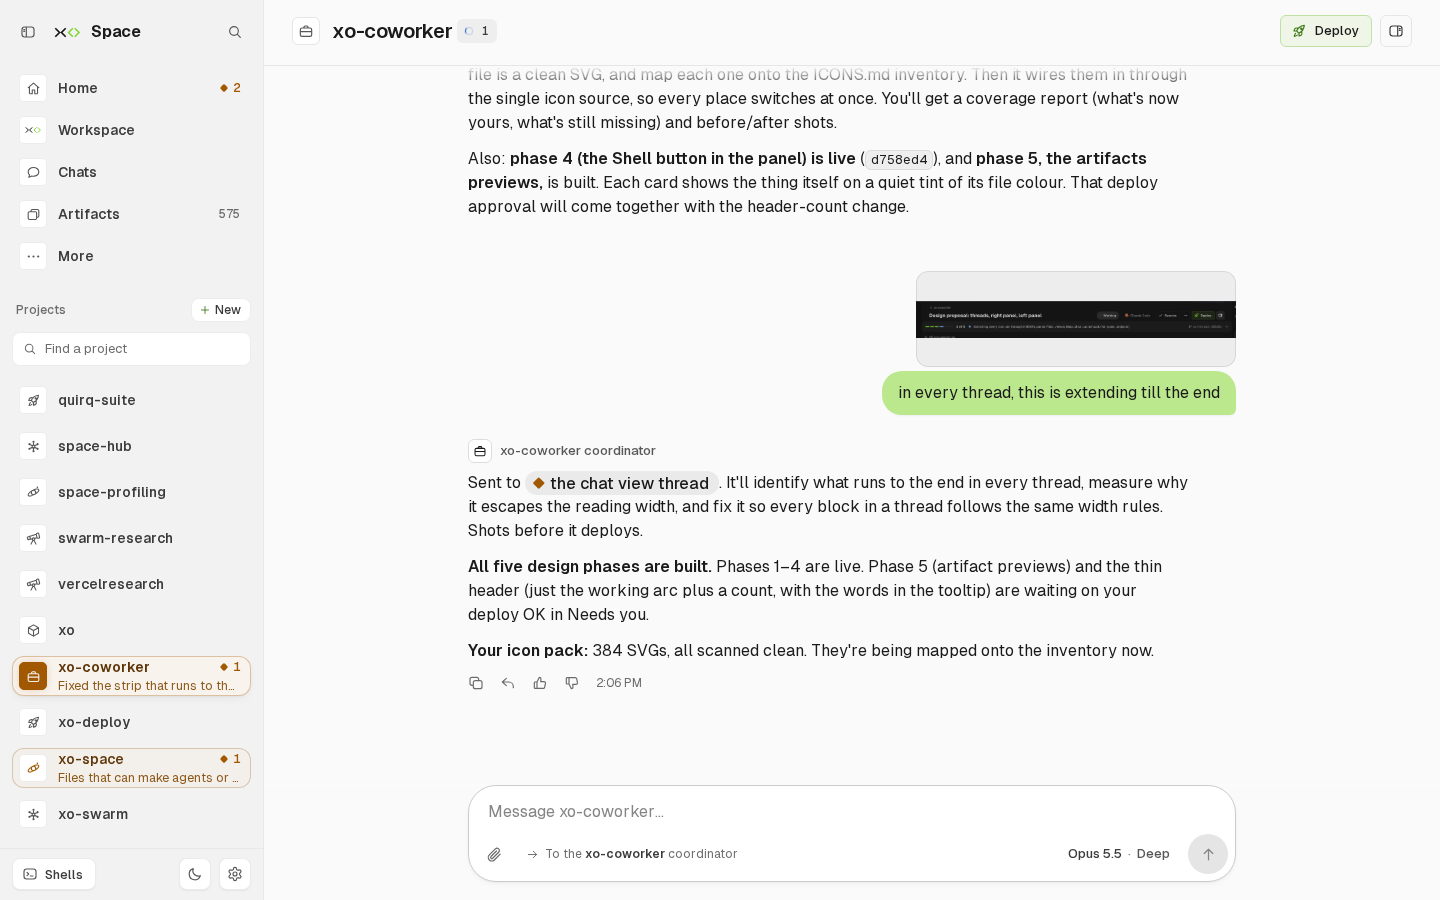 Space
Home
2
Workspace
Chats
Artifacts
575
More
Projects
New
Find a project
quirq-suite
space-hub
space-profiling
swarm-research
vercelresearch
xo
xo-coworker
1
Fixed the strip that runs to th...
xo-deploy
xo-space
1
Files that can make agents or ...
xo-swarm
Shells
xo-coworker
1
Deploy
file is a clean SVG, and map each one onto the ICONS.md inventory. Then it wires them in through
the single icon source, so every place switches at once. You'll get a coverage report (what's now
yours, what's still missing) and before/after shots.
Also: phase 4 (the Shell button in the panel) is live (d758ed4), and phase 5, the artifacts
previews, is built. Each card shows the thing itself on a quiet tint of its file colour. That deploy
approval will come together with the header-count change.
Design proposal: threads, right panel, left panel
in every thread, this is extending till the end
xo-coworker coordinator
Sent to the chat view thread. It'll identify what runs to the end in every thread, measure why
it escapes the reading width, and fix it so every block in a thread follows the same width rules.
Shots before it deploys.
All five design phases are built. Phases 1–4 are live. Phase 5 (artifact previews) and the thin
header (just the working arc plus a count, with the words in the tooltip) are waiting on your
deploy OK in Needs you.
Your icon pack: 384 SVGs, all scanned clean. They're being mapped onto the inventory now.
2:06 PM
Message xo-coworker...
→ To the xo-coworker coordinator
Opus 5.5 · Deep